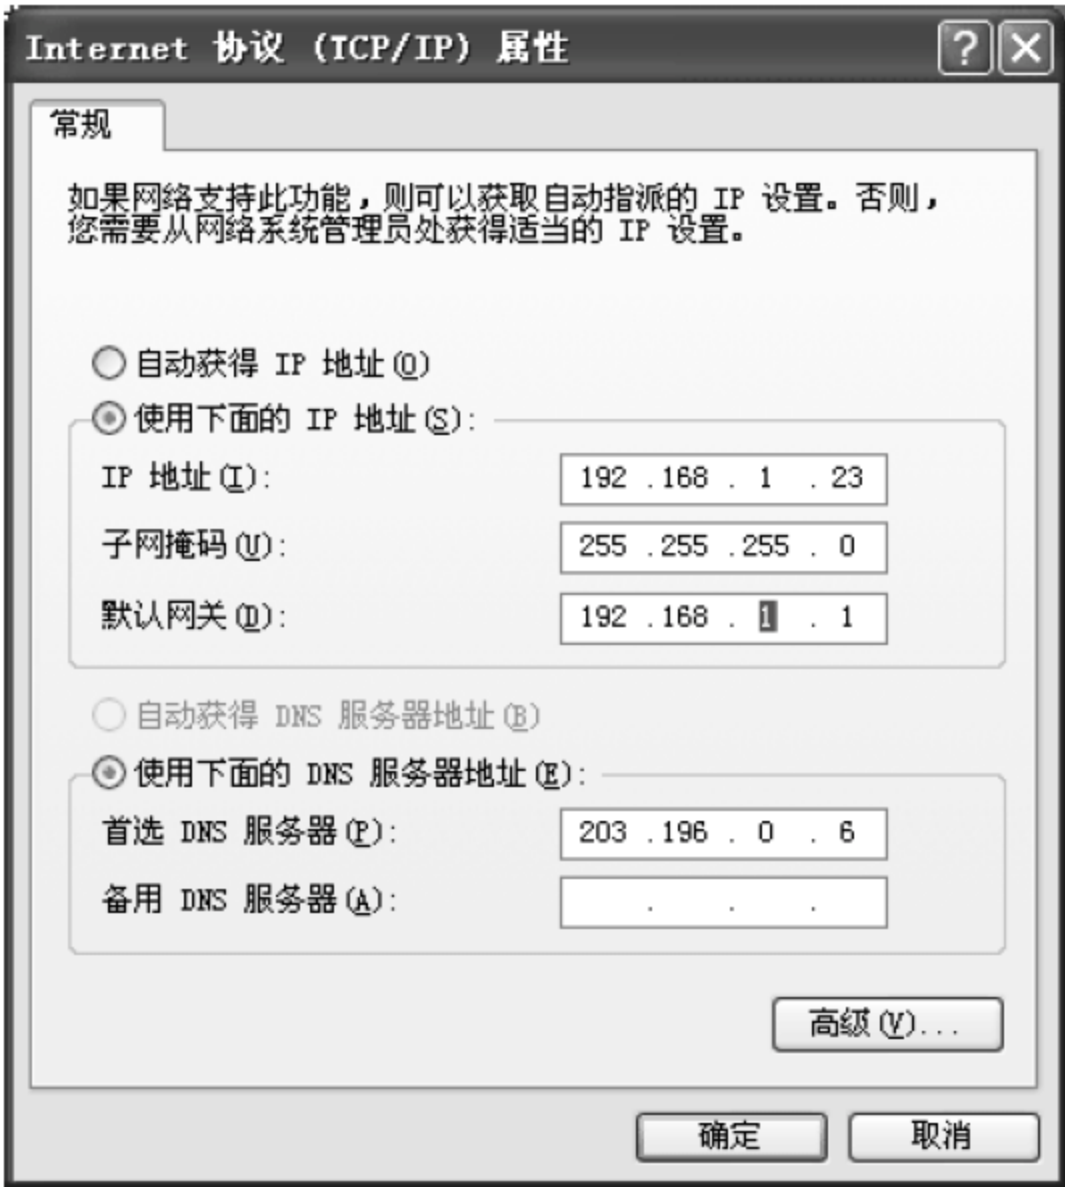 Internet 协议 (TCP/IP) 属性
常规
如果网络支持此功能，则可以获取自动指派的 IP 设置。否则，
您需要从网络系统管理员处获得适当的 IP 设置。
自动获得 IP 地址(O)
使用下面的 IP 地址(S):
IP 地址(I): 192 .168 . 1 . 23
子网掩码(U): 255 .255 .255 . 0
默认网关(D): 192 .168 . 1 . 1
自动获得 DNS 服务器地址(B)
使用下面的 DNS 服务器地址(E):
首选 DNS 服务器(P): 203 .196 . 0 . 6
备用 DNS 服务器(A): . . .
高级(V)...
确定 取消